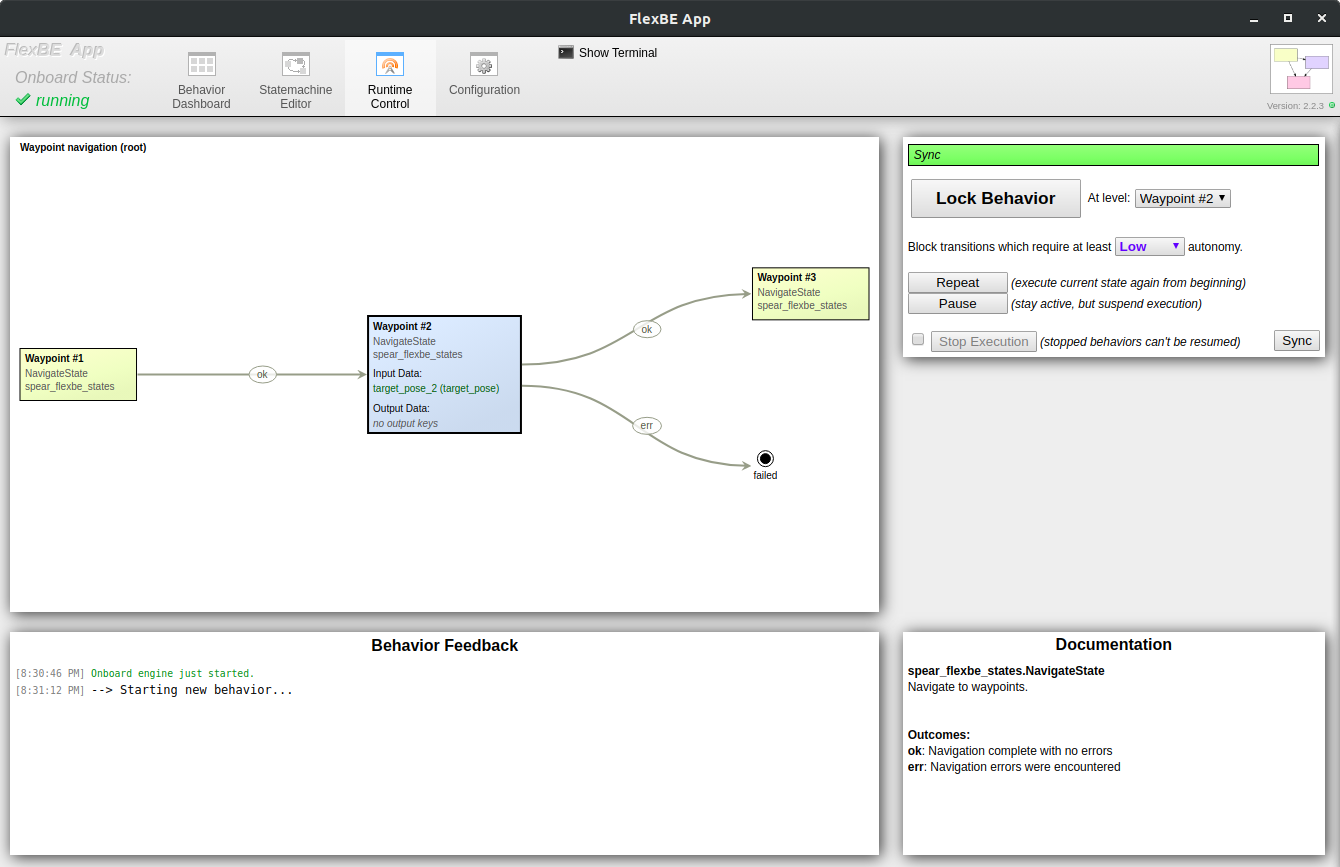 FlexBE App
FlexBE App
Onboard Status:
running
Behavior
Dashboard
Statemachine
Editor
Runtime
Control
Configuration
Show Terminal
Version: 2.2.3
Waypoint navigation (root)
Waypoint #1
NavigateState
spear_flexbe_states
ok
Waypoint #2
NavigateState
spear_flexbe_states
Input Data:
target_pose_2 (target_pose)
Output Data:
no output keys
ok
err
Waypoint #3
NavigateState
spear_flexbe_states
failed
Sync
Lock Behavior At level: Waypoint #2
Block transitions which require at least Low autonomy.
Repeat (execute current state again from beginning)
Pause (stay active, but suspend execution)
Stop Execution (stopped behaviors can't be resumed) Sync
Behavior Feedback
[8:30:46 PM] Onboard engine just started.
[8:31:12 PM] --> Starting new behavior...
Documentation
spear_flexbe_states.NavigateState
Navigate to waypoints.
Outcomes:
ok: Navigation complete with no errors
err: Navigation errors were encountered